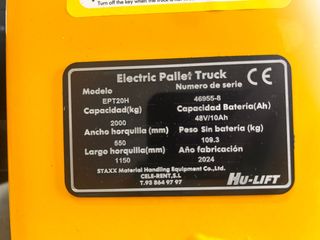 Turn off the key when the truck is not
Electric Pallet Truck
CE
Modelo Numero de serie
EPT20H 46955-8
Capacidad(kg) Capacidad Bateria(Ah)
2000 48V/10Ah
Ancho horquilla (mm) Peso Sin batería (kg)
550 109.3
Largo horquilla(mm) Año fabricación
1150 2024
STAXX Material Handling Equipment Co.,Ltd.
CELE-RENT,S.L
T.93 864 97 97
HU-LIFT